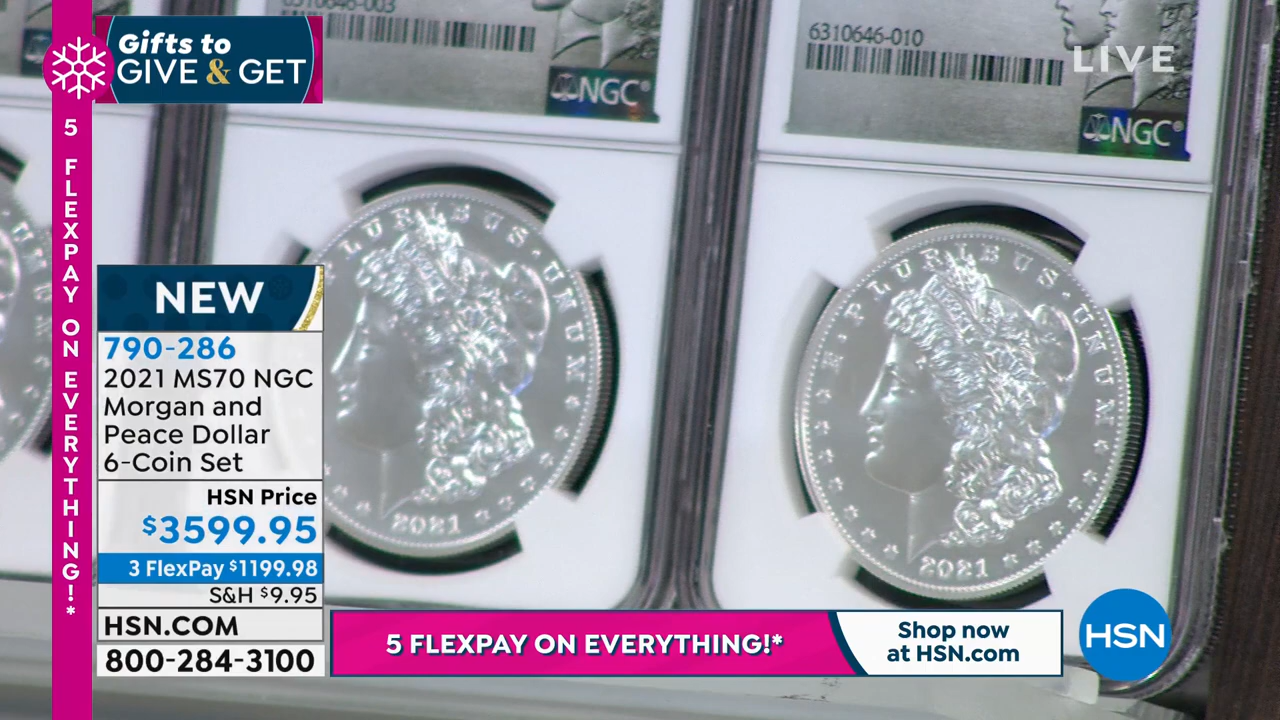 Gifts to
GIVE & GET
5 FLEXPAY ON EVERYTHING!*
NEW
790-286
2021 MS70 NGC
Morgan and
Peace Dollar
6-Coin Set
HSN Price
$3599.95
3 FlexPay $1199.98
S&H $9.95
HSN.COM
800-284-3100
6310646-003
NGC
PLURIBUS·UNUM
2021
6310646-010
LIVE
NGC
E·PLURIBUS·UNUM
2021
5 FLEXPAY ON EVERYTHING!*
Shop now
at HSN.com
HSN